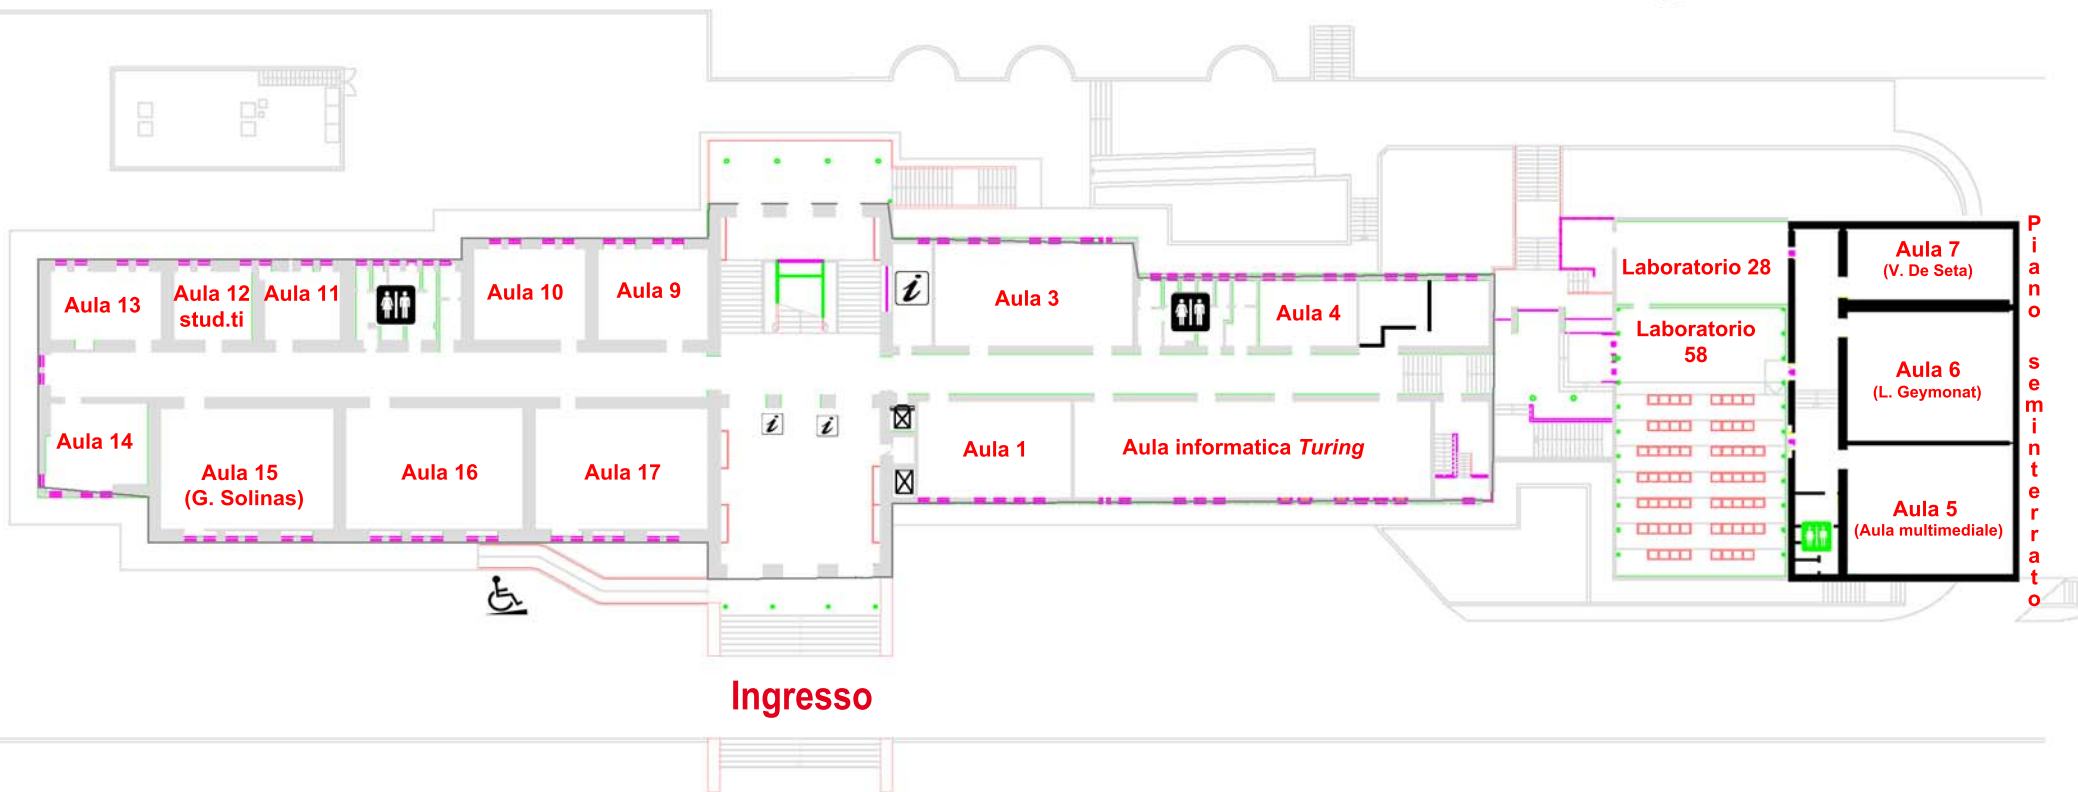 Aula 13
Aula 12
stud.ti
Aula 11
Aula 10
Aula 9
i
Aula 3
Aula 4
Laboratorio 28
Laboratorio
58
Aula 7
(V. De Seta)
Aula 6
(L. Geymonat)
Aula 5
(Aula multimediale)
Piano seminterrato
Aula 14
Aula 15
(G. Solinas)
Aula 16
Aula 17
i
i
Aula 1
Aula informatica Turing
Ingresso